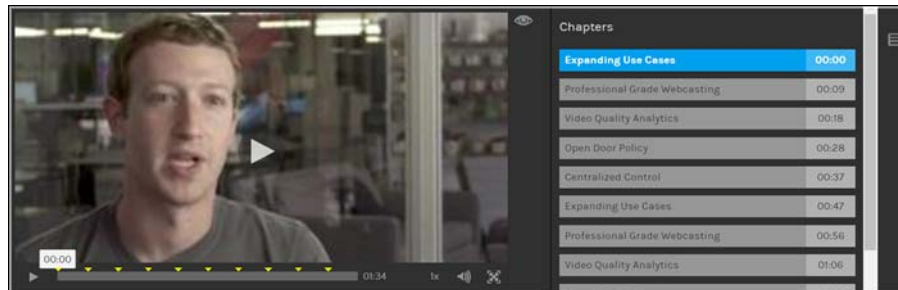 Chapters
Expanding Use Cases 00:00
Professional Grade Webcasting 00:09
Video Quality Analytics 00:18
Open Door Policy 00:28
Centralized Control 00:37
Expanding Use Cases 00:47
Professional Grade Webcasting 00:56
Video Quality Analytics 01:06
00:00
01:34 1x